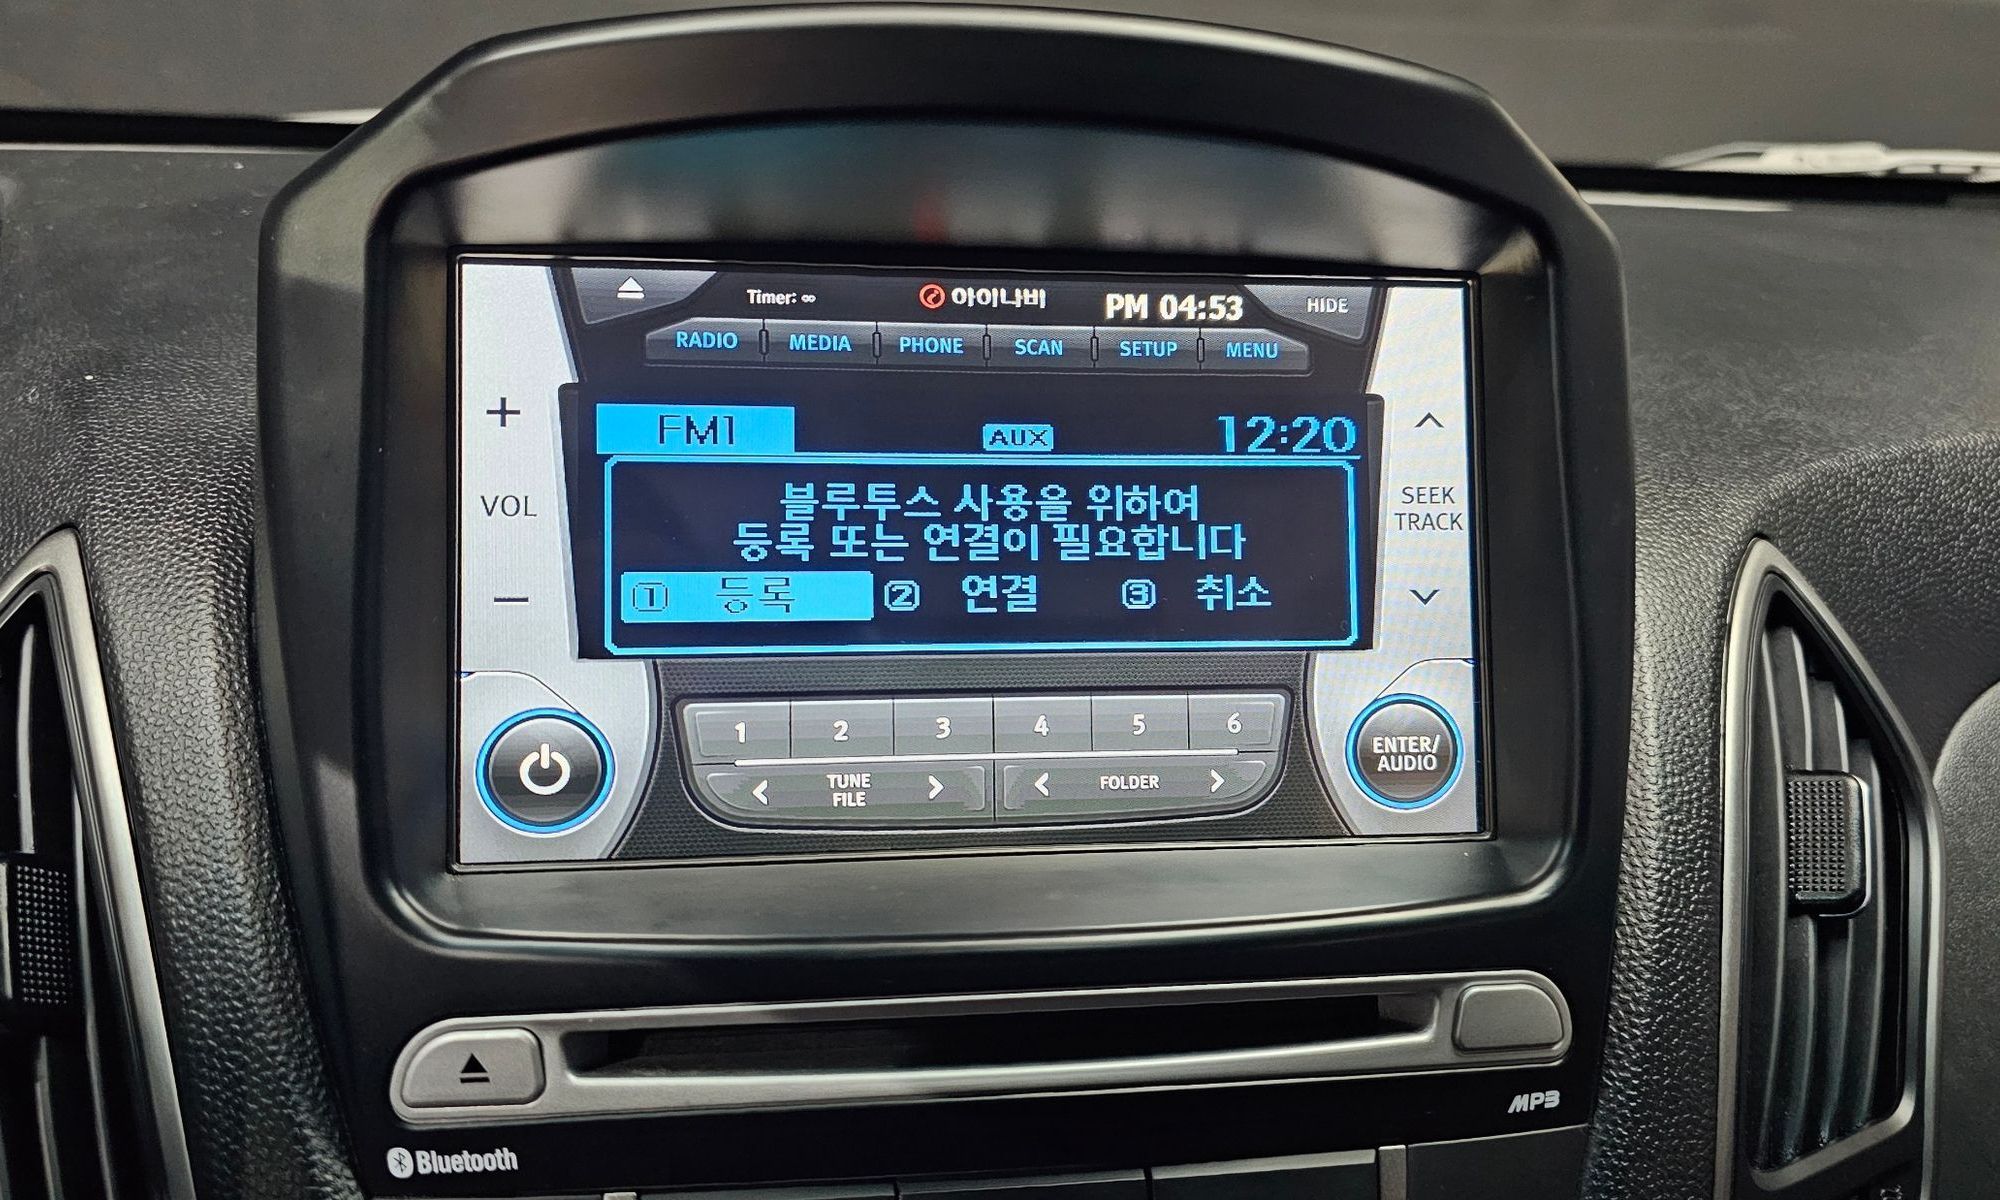 Timer: ∞ 아이나비 PM 04:53 HIDE
RADIO MEDIA PHONE SCAN SETUP MENU
FM1 AUX 12:20
+
VOL
−
SEEK
TRACK
블루투스 사용을 위하여
등록 또는 연결이 필요합니다
① 등록 ② 연결 ③ 취소
1 2 3 4 5 6
< TUNE FILE > < FOLDER >
ENTER/
AUDIO
MP3
Bluetooth